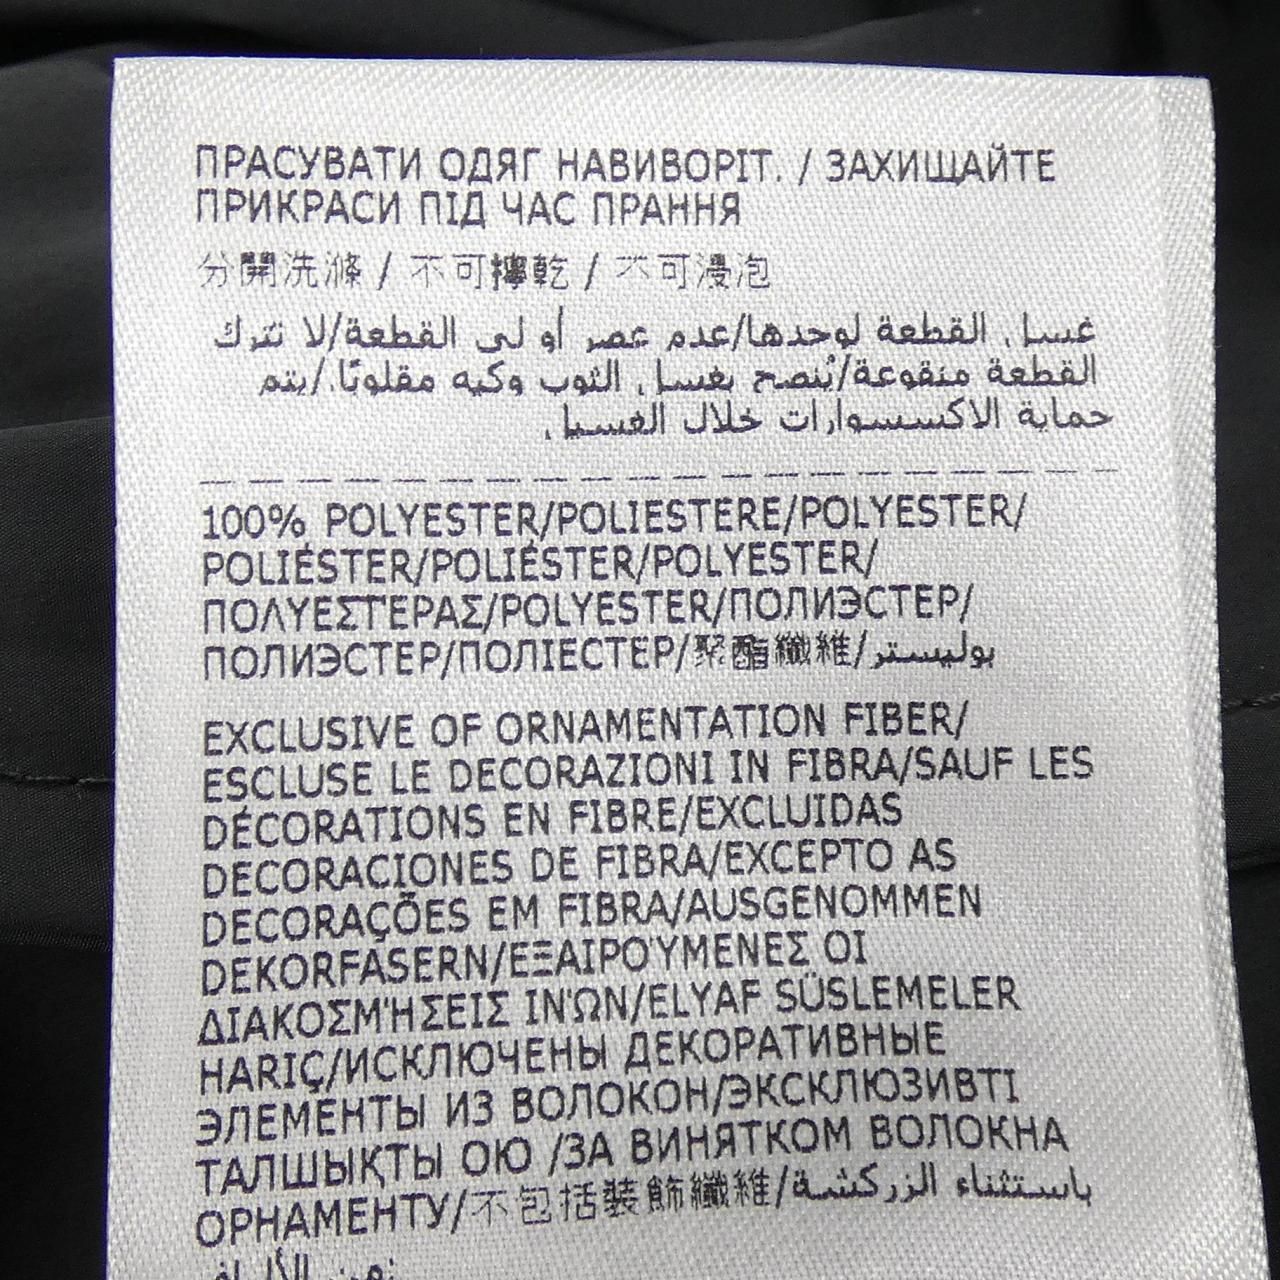 ПРАСУВАТИ ОДЯГ НАВИВОРІТ. / ЗАХИЩАЙТЕ
ПРИКРАСИ ПІД ЧАС ПРАННЯ
分開洗滌 / 不可擰乾 / 不可浸泡
غسل القطعة لوحدها/عدم عصر أو لي القطعة/لا تترك
القطعة منقوعة/يُنصح بغسل الثوب وكيه مقلوبًا./يتم
حماية الاكسسوارات خلال الغسيل.
100% POLYESTER/POLIESTERE/POLYESTER/
POLIÉSTER/POLIÉSTER/POLYESTER/
ΠΟΛΥΕΣΤΕΡΑΣ/POLYESTER/ПОЛИЭСТЕР/
ПОЛИЭСТЕР/ПОЛІЕСТЕР/聚酯纖維/بوليستر
EXCLUSIVE OF ORNAMENTATION FIBER/
ESCLUSE LE DECORAZIONI IN FIBRA/SAUF LES
DÉCORATIONS EN FIBRE/EXCLUIDAS
DECORACIONES DE FIBRA/EXCEPTO AS
DECORAÇÕES EM FIBRA/AUSGENOMMEN
DEKORFASERN/ΕΞΑΙΡΟΎΜΕΝΕΣ ΟΙ
ΔΙΑΚΟΣΜΉΣΕΙΣ ΙΝΏΝ/ELYAF SÜSLEMELER
HARIÇ/ИСКЛЮЧЕНЫ ДЕКОРАТИВНЫЕ
ЭЛЕМЕНТЫ ИЗ ВОЛОКОН/ЭКСКЛЮЗИВТІ
ТАЛШЫҚТЫ ОЮ /ЗА ВИНЯТКОМ ВОЛОКНА
ОРНАМЕНТУ/不包括裝飾纖維/باستثناء الزركشة